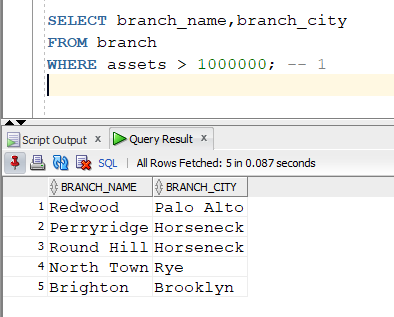 SELECT branch_name,branch_city
FROM branch
WHERE assets > 1000000; -- 1
Script Output x Query Result x
SQL | All Rows Fetched: 5 in 0.087 seconds
BRANCH_NAME BRANCH_CITY
1 Redwood Palo Alto
2 Perryridge Horseneck
3 Round Hill Horseneck
4 North Town Rye
5 Brighton Brooklyn